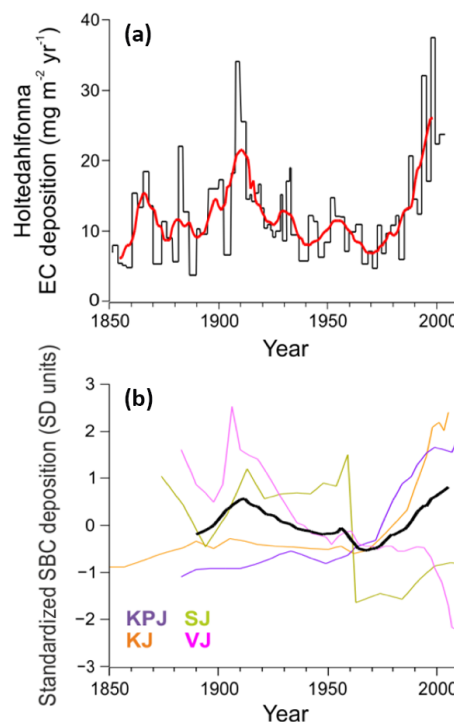 (a)
Holtedahlfonna
EC deposition (mg m⁻² yr⁻¹)
40
30
20
10
0
1850 1900 1950 2000
Year
(b)
Standardized SBC deposition (SD units)
3
2
1
0
−1
−2
−3
KPJ SJ
KJ VJ
1850 1900 1950 2000
Year